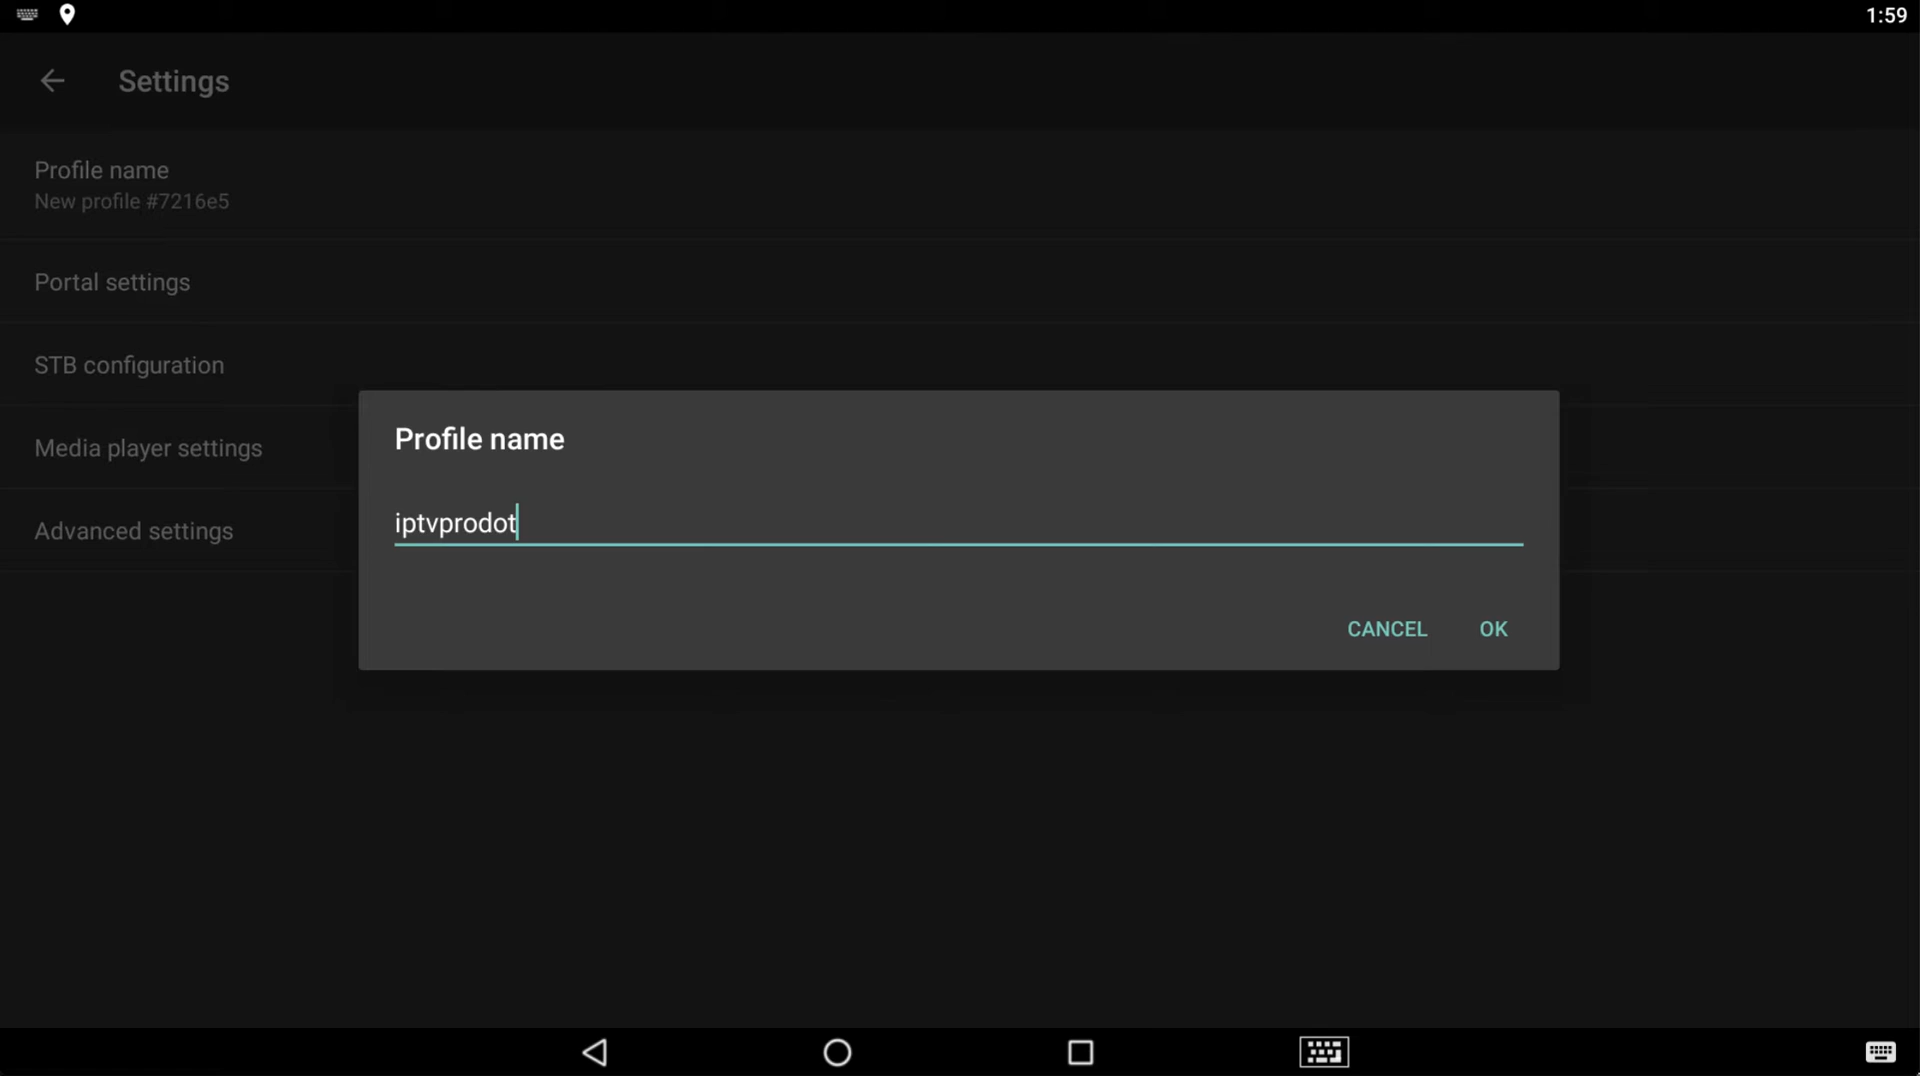 1:59
Settings
Profile name
New profile #7216e5
Portal settings
STB configuration
Media player settings
Advanced settings
Profile name
iptvprodot
CANCEL OK